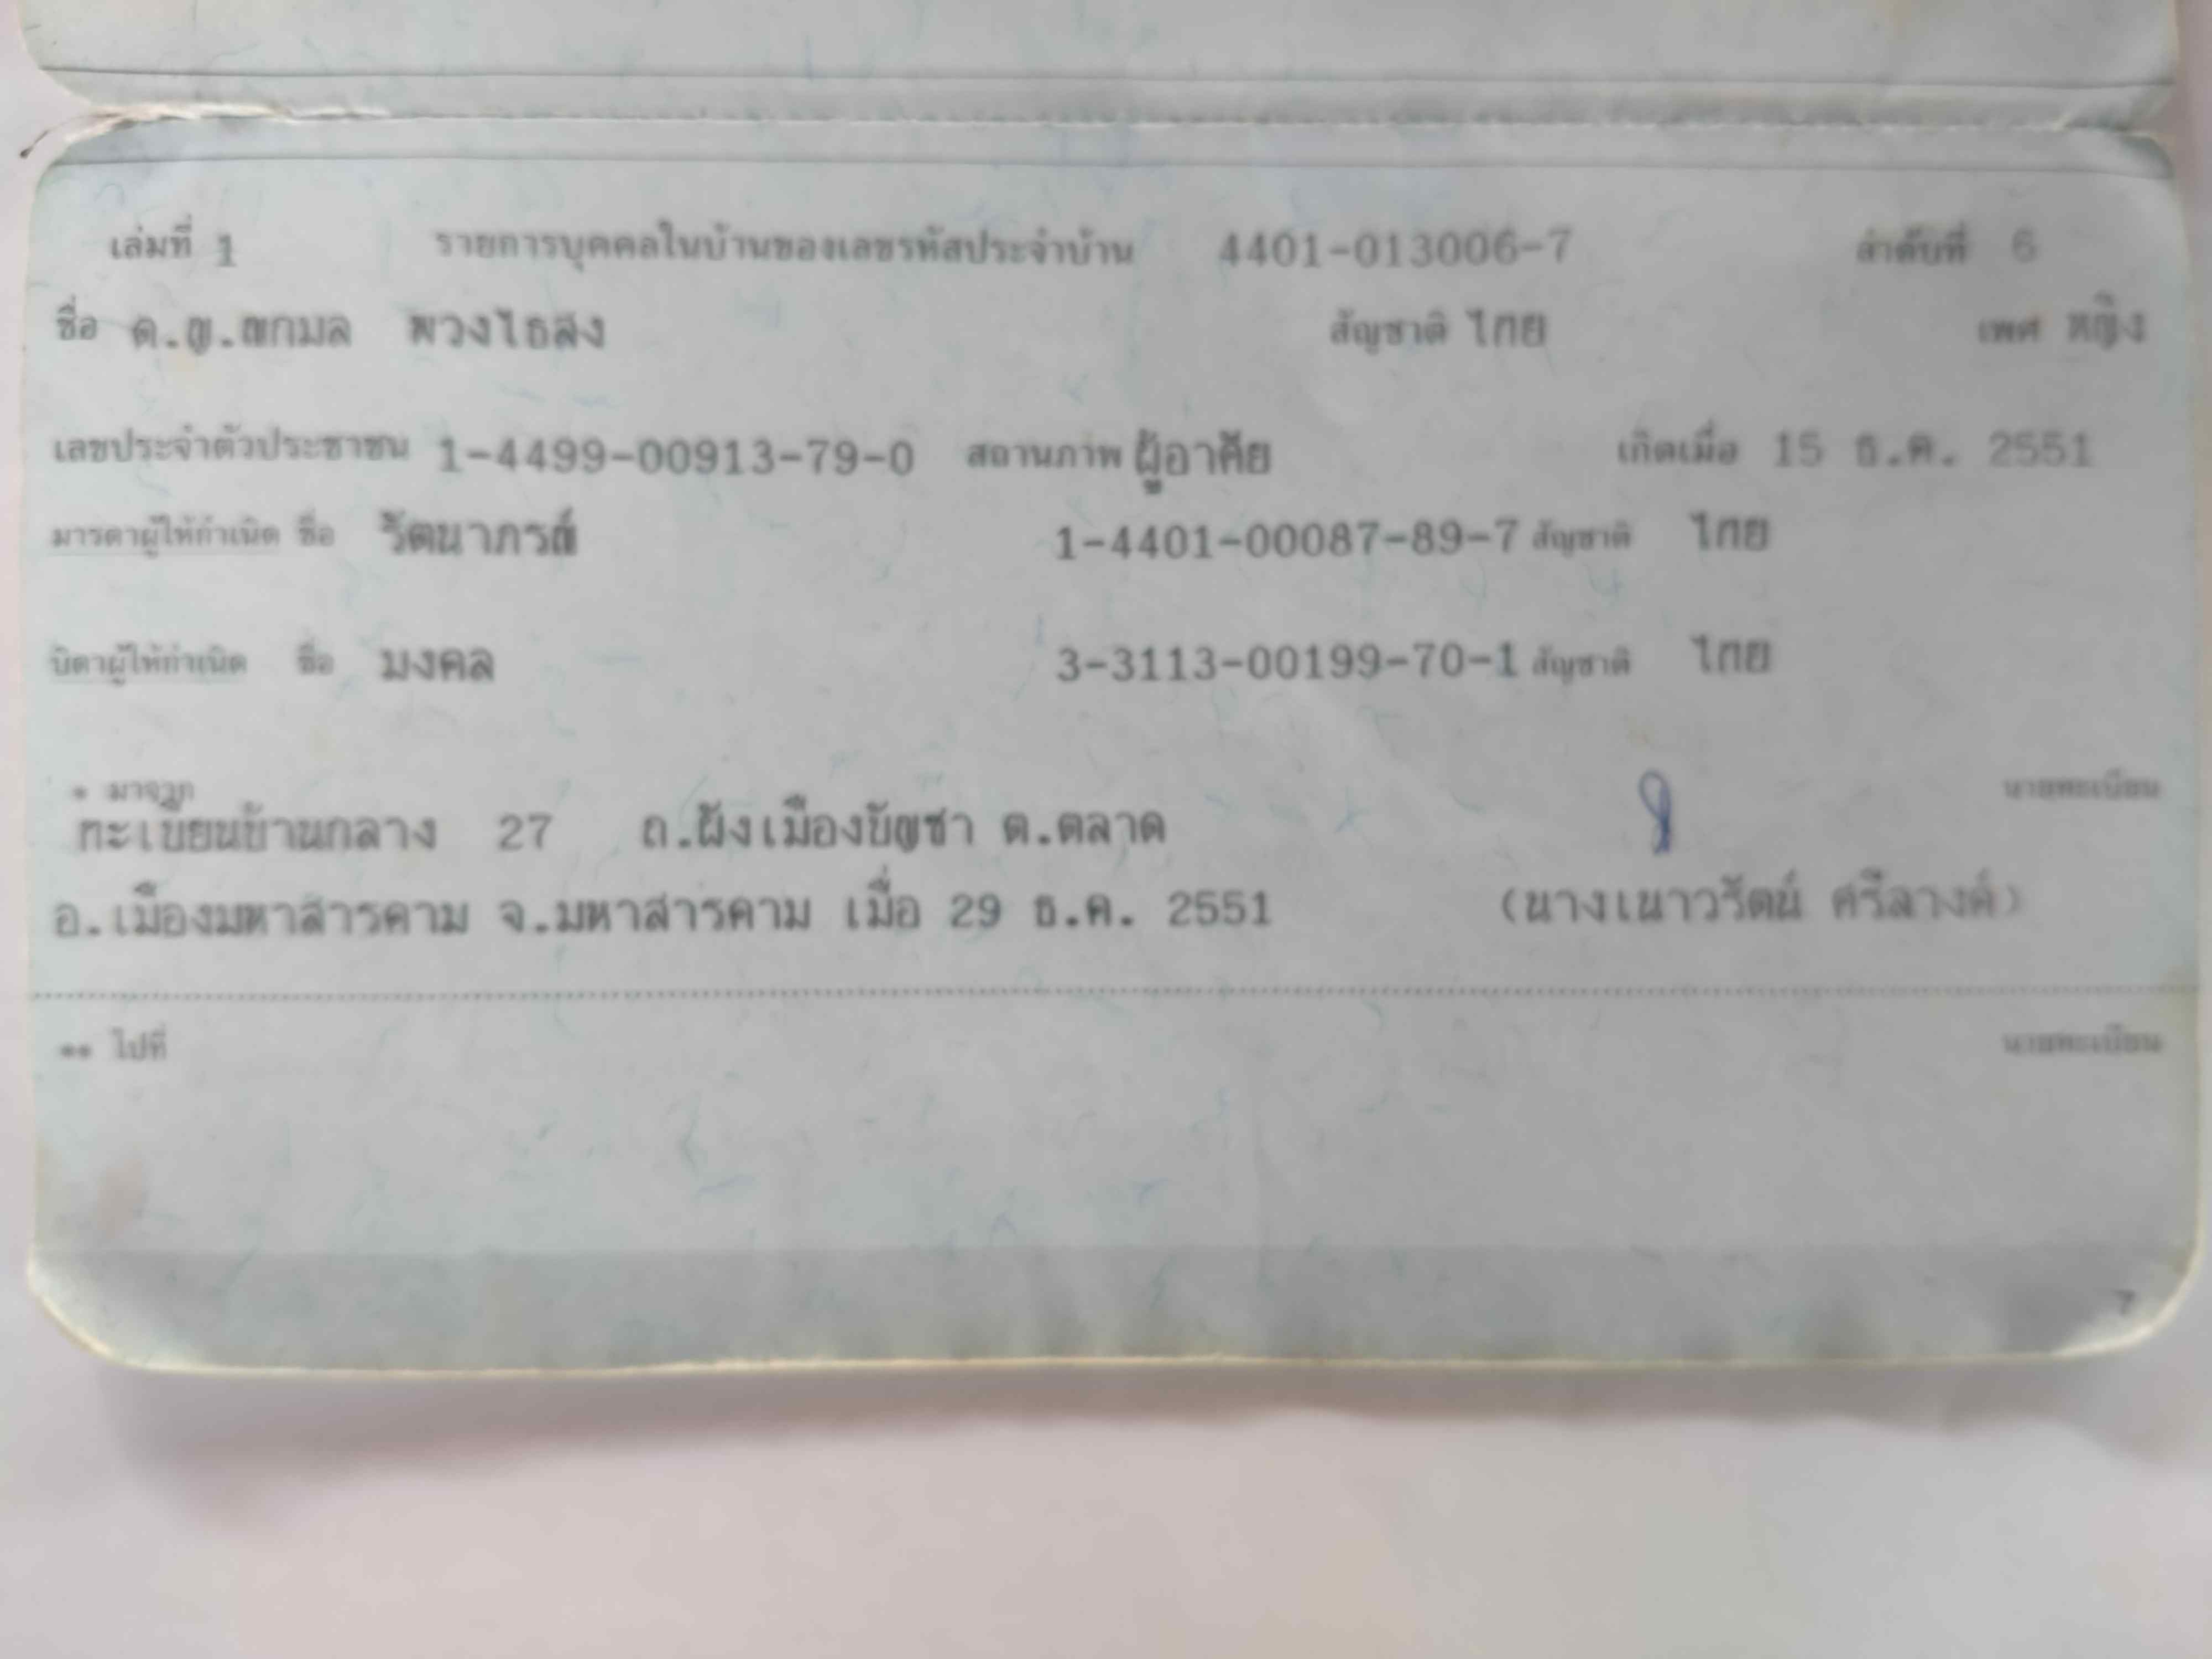 เล่มที่ 1 รายการบุคคลในบ้านของเลขรหัสประจำบ้าน 4401-013006-7 ลำดับที่ 6
ชื่อ ด.ญ.ณกมล พวงไธสง สัญชาติ ไทย เพศ หญิง
เลขประจำตัวประชาชน 1-4499-00913-79-0 สถานภาพ ผู้อาศัย เกิดเมื่อ 15 ธ.ค. 2551
มารดาผู้ให้กำเนิด ชื่อ รัตนาภรณ์ 1-4401-00087-89-7 สัญชาติ ไทย
บิดาผู้ให้กำเนิด ชื่อ มงคล 3-3113-00199-70-1 สัญชาติ ไทย
* มาจาก นายทะเบียน
ทะเบียนบ้านกลาง 27 ถ.ผังเมืองบัญชา ต.ตลาด
อ.เมืองมหาสารคาม จ.มหาสารคาม เมื่อ 29 ธ.ค. 2551 (นางเนาวรัตน์ ศรีลางค์)
** ไปที่ นายทะเบียน
7